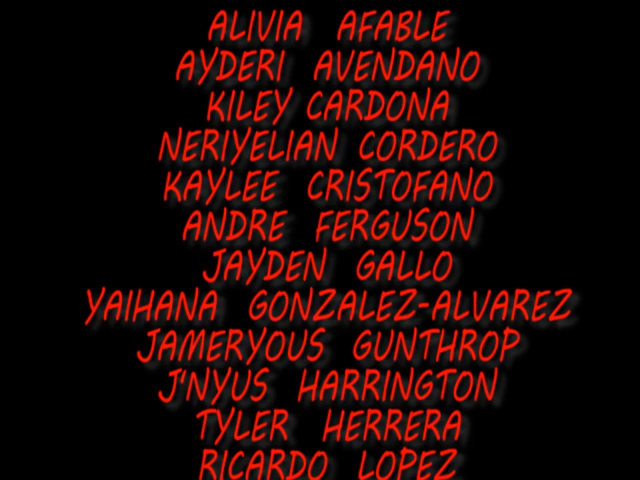 ALIVIA AFABLE
AYDERI AVENDANO
KILEY CARDONA
NERIYELIAN CORDERO
KAYLEE CRISTOFANO
ANDRE FERGUSON
JAYDEN GALLO
YAIHANA GONZALEZ-ALVAREZ
JAMERYOUS GUNTHROP
J'NYUS HARRINGTON
TYLER HERRERA
RICARDO LOPEZ